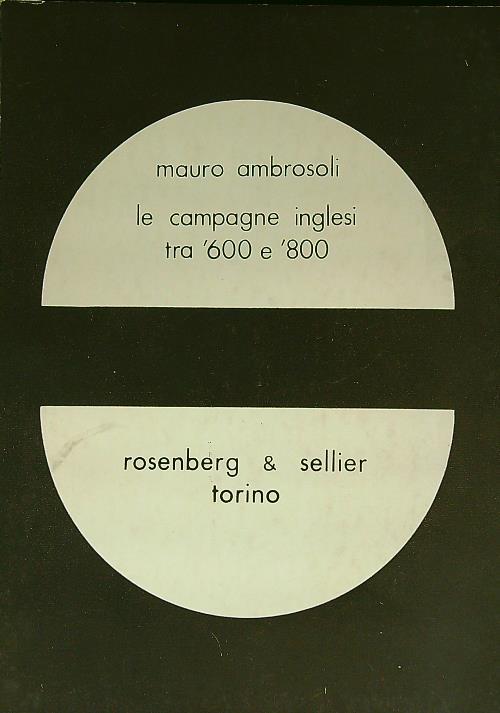 mauro ambrosoli
le campagne inglesi
tra '600 e '800
rosenberg & sellier
torino